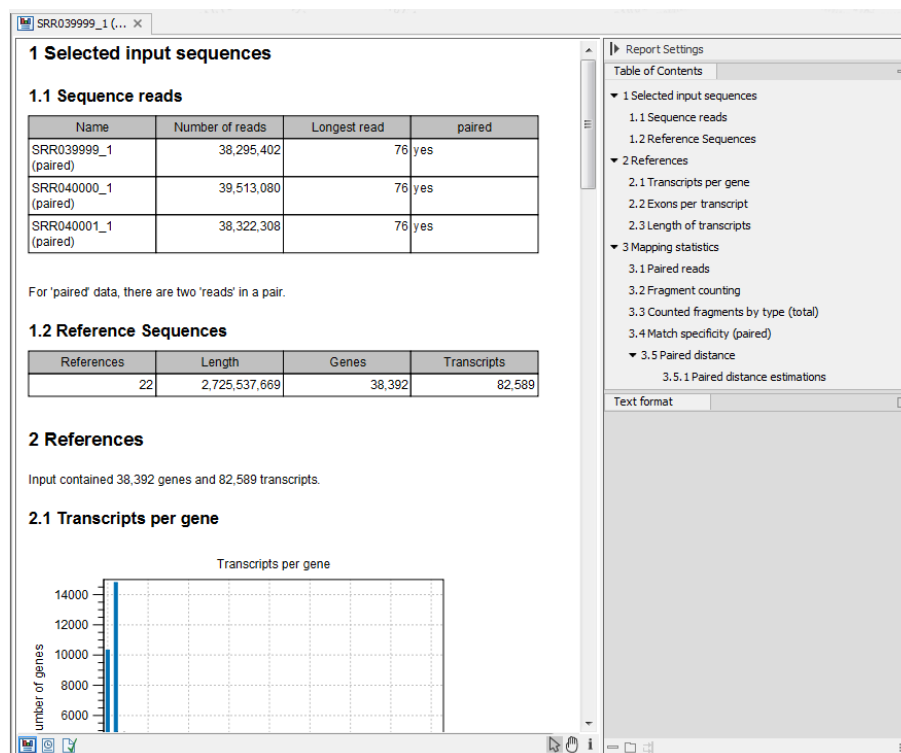 SRR039999_1 (...
1 Selected input sequences
1.1 Sequence reads
Name Number of reads Longest read paired
SRR039999_1 (paired) 38,295,402 76 yes
SRR040000_1 (paired) 39,513,080 76 yes
SRR040001_1 (paired) 38,322,308 76 yes
For 'paired' data, there are two 'reads' in a pair.
1.2 Reference Sequences
References Length Genes Transcripts
22 2,725,537,669 38,392 82,589
2 References
Input contained 38,392 genes and 82,589 transcripts.
2.1 Transcripts per gene
Transcripts per gene
14000
12000
10000
8000
6000
umber of genes
Report Settings
Table of Contents
1 Selected input sequences
1.1 Sequence reads
1.2 Reference Sequences
2 References
2.1 Transcripts per gene
2.2 Exons per transcript
2.3 Length of transcripts
3 Mapping statistics
3.1 Paired reads
3.2 Fragment counting
3.3 Counted fragments by type (total)
3.4 Match specificity (paired)
3.5 Paired distance
3.5.1 Paired distance estimations
Text format